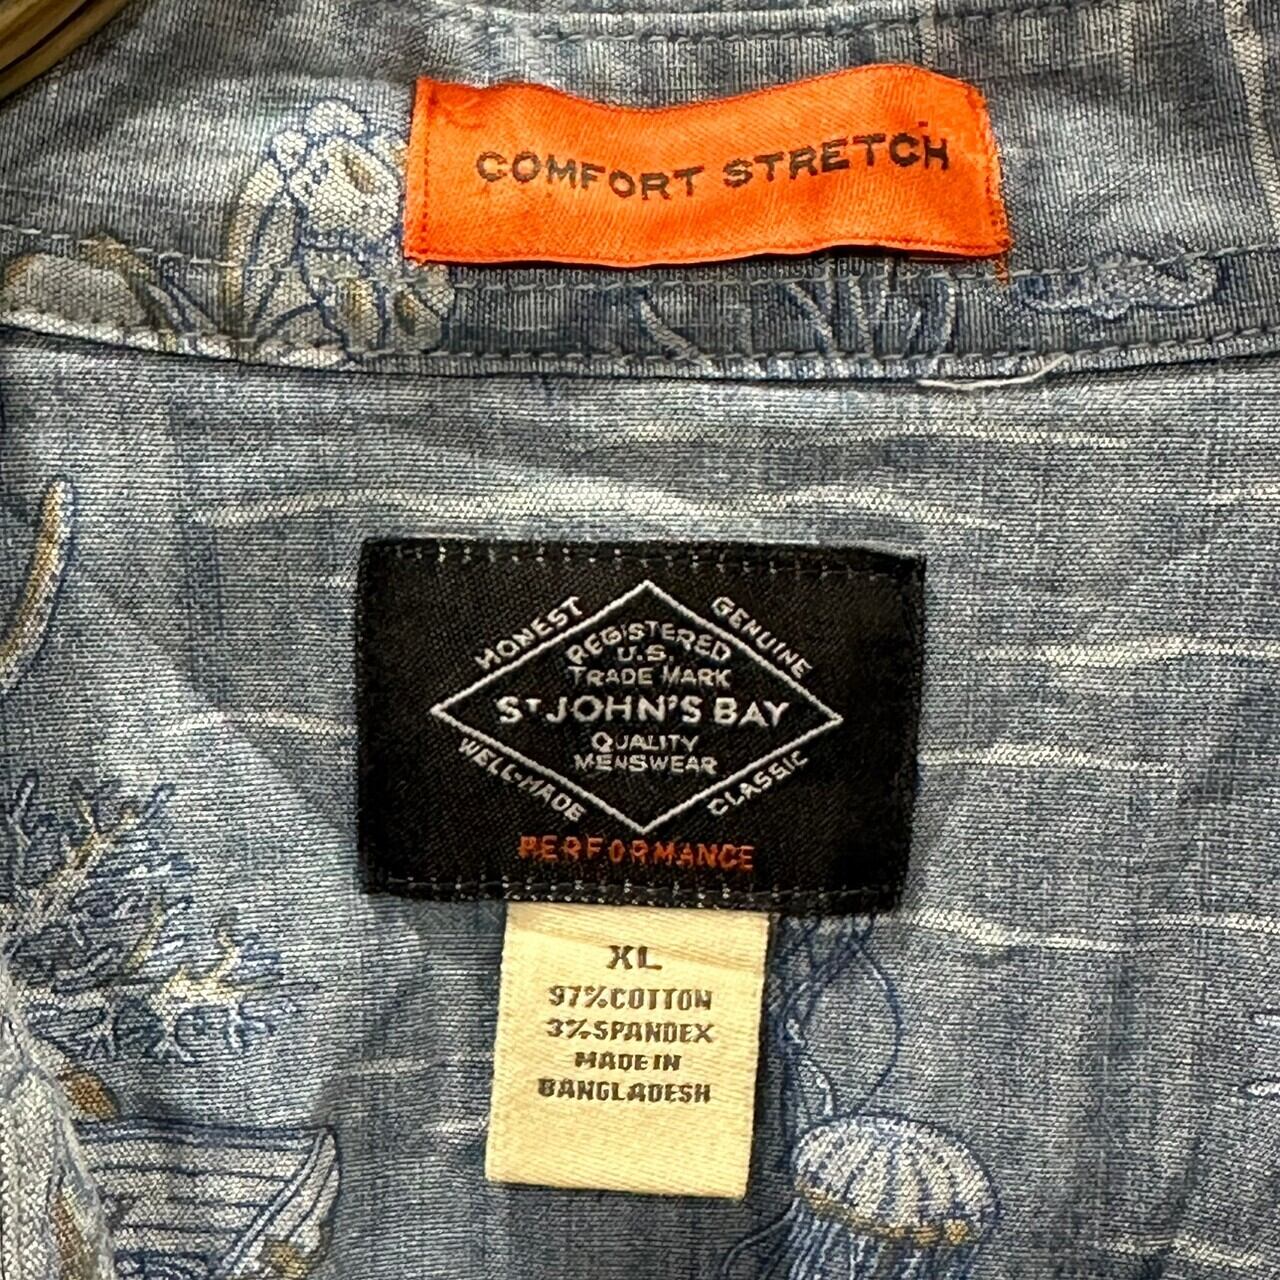 COMFORT STRETCH
HONEST
GENUINE
REGISTERED
U.S.
TRADE MARK
ST JOHN'S BAY
QUALITY
MENSWEAR
WELL-MADE
CLASSIC
PERFORMANCE
XL
97%COTTON
3%SPANDEX
MADE IN
BANGLADESH